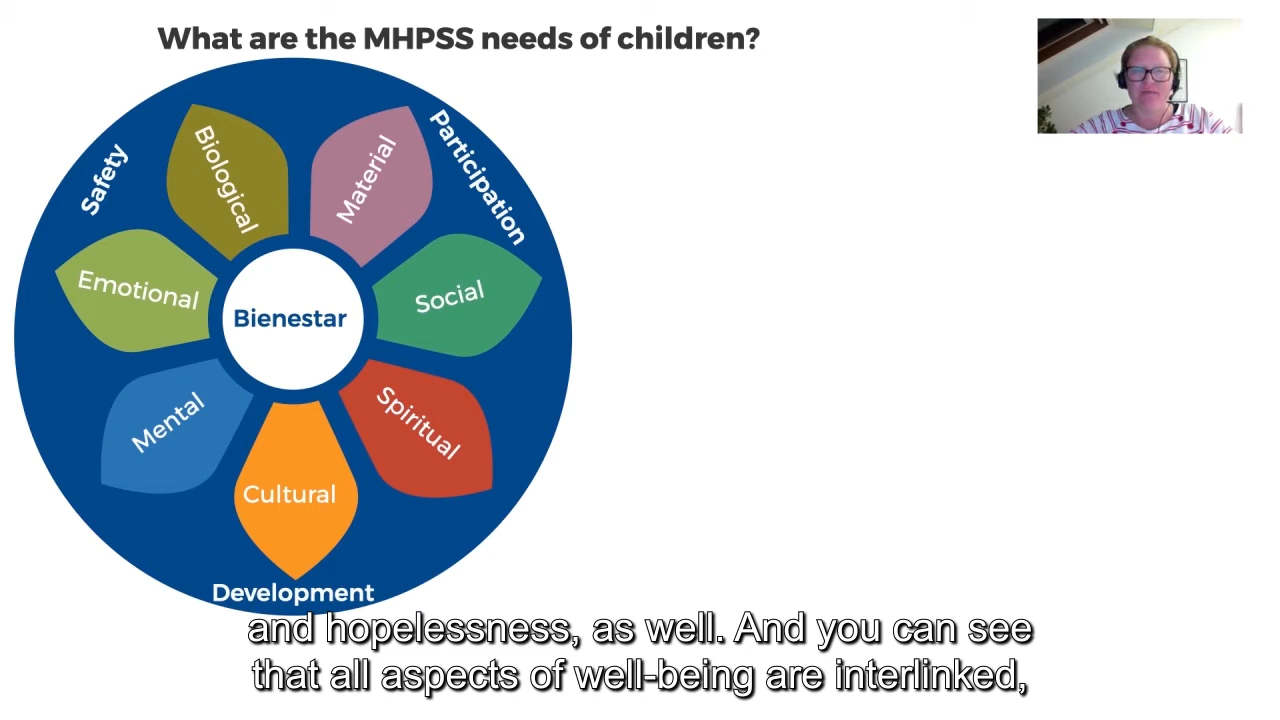 What are the MHPSS needs of children?
Safety
Biological
Material
Participation
Emotional
Social
Bienestar
Mental
Spiritual
Cultural
Development
and hopelessness, as well. And you can see
that all aspects of well-being are interlinked,